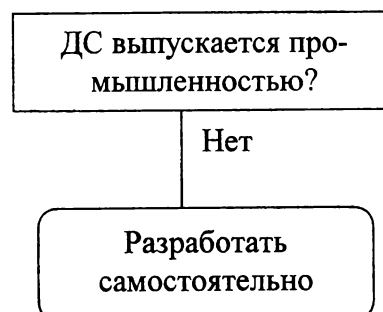 ДС выпускается про-
мышленностью?
Нет
Разработать
самостоятельно